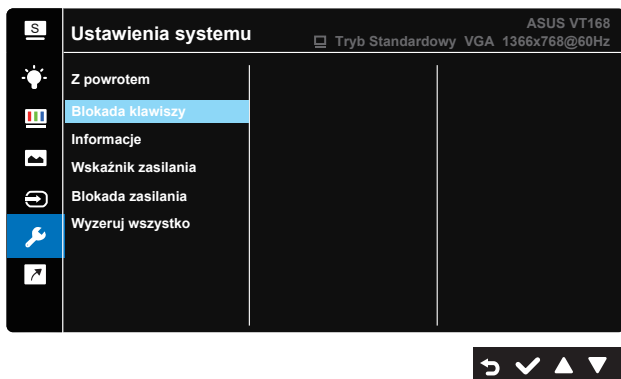 S
ASUS VT168
Ustawienia systemu
Tryb Standardowy VGA 1366x768@60Hz
Z powrotem
Blokada klawiszy
Informacje
Wskaźnik zasilania
Blokada zasilania
Wyzeruj wszystko